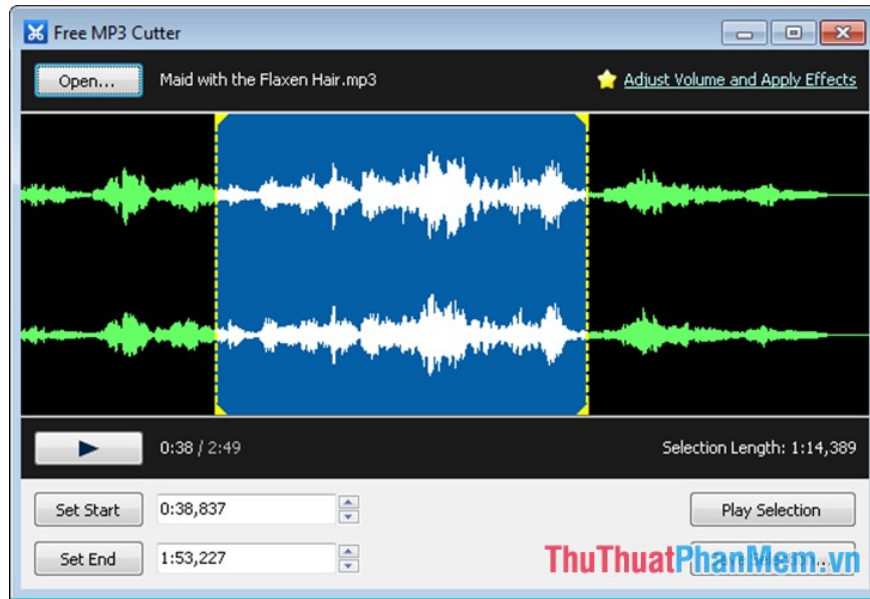 Free MP3 Cutter
Open... Maid with the Flaxen Hair.mp3 Adjust Volume and Apply Effects
0:38 / 2:49 Selection Length: 1:14,389
Set Start 0:38,837 Play Selection
Set End 1:53,227 ThuThuatPhanMem.vn